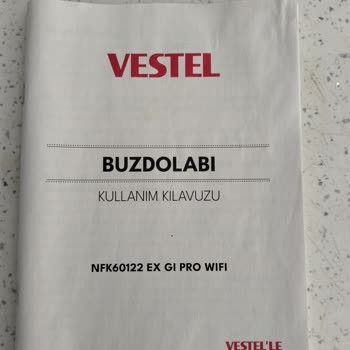 VESTEL
BUZDOLABI
KULLANIM KILAVUZU
NFK60122 EX GI PRO WIFI
VESTEL'LE